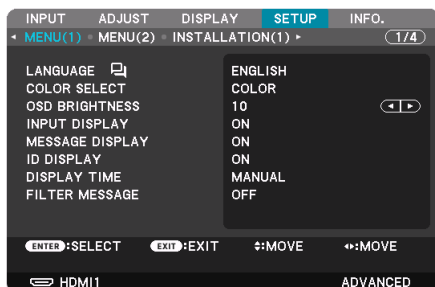 INPUT ADJUST DISPLAY SETUP INFO.
MENU(1) MENU(2) INSTALLATION(1) 1/4
LANGUAGE ENGLISH
COLOR SELECT COLOR
OSD BRIGHTNESS 10
INPUT DISPLAY ON
MESSAGE DISPLAY ON
ID DISPLAY ON
DISPLAY TIME MANUAL
FILTER MESSAGE OFF
ENTER:SELECT EXIT:EXIT :MOVE :MOVE
HDMI1 ADVANCED